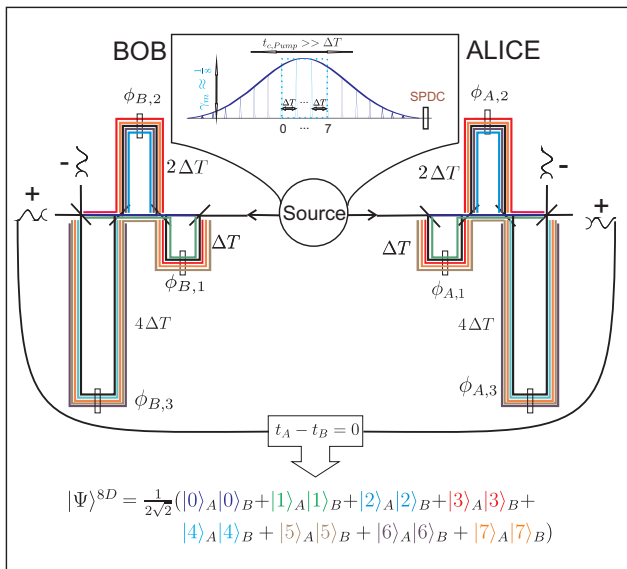 BOB
ALICE
t_{c,Pump} >> ΔT
γ_m ≈ 1/8
ΔT ... ΔT
0 ... 7
SPDC
ϕ_{B,2}
ϕ_{A,2}
- 2ΔT
2ΔT -
+ Source +
ΔT
ΔT
ϕ_{B,1}
ϕ_{A,1}
4ΔT
4ΔT
ϕ_{B,3}
ϕ_{A,3}
t_A − t_B = 0
|Ψ⟩^{8D} = 1/(2√2) (|0⟩_A|0⟩_B+|1⟩_A|1⟩_B+|2⟩_A|2⟩_B+|3⟩_A|3⟩_B+
|4⟩_A|4⟩_B + |5⟩_A|5⟩_B + |6⟩_A|6⟩_B + |7⟩_A|7⟩_B)